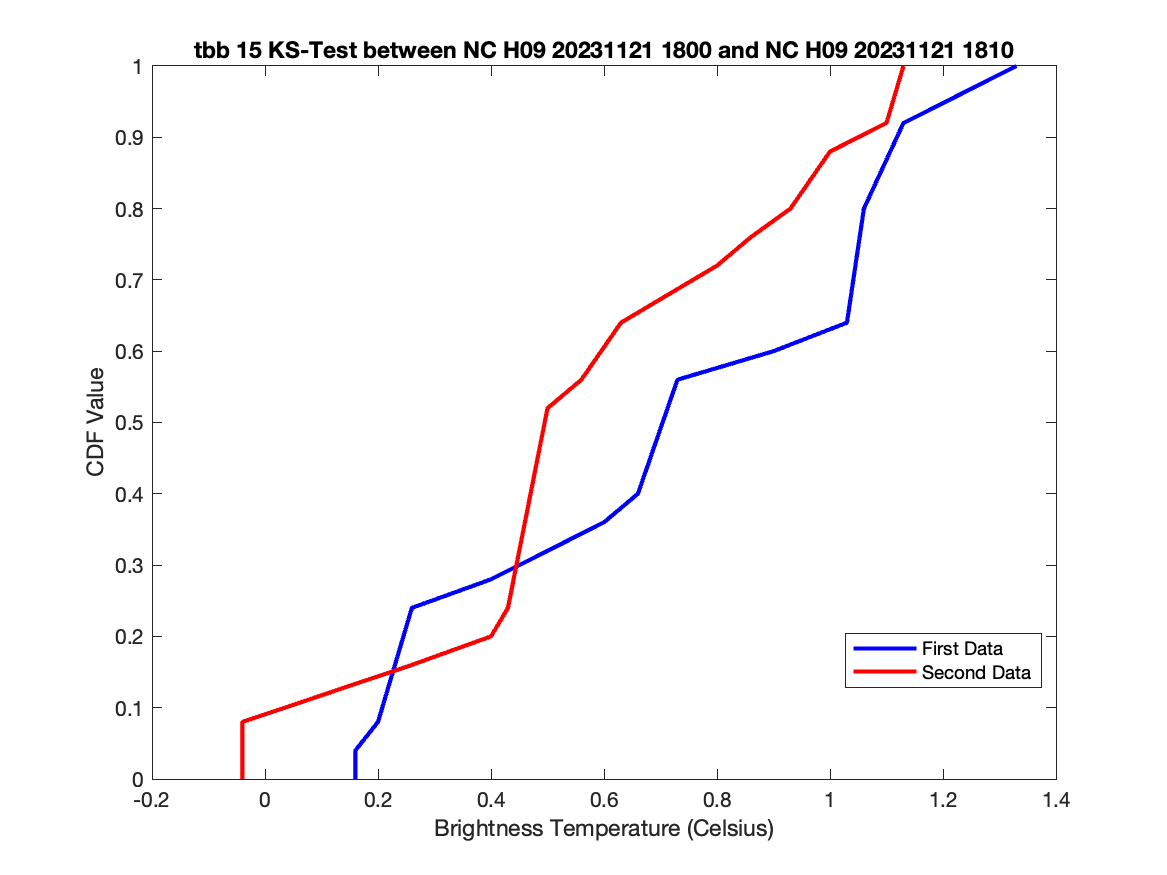 tbb 15 KS-Test between NC H09 20231121 1800 and NC H09 20231121 1810
1
0.9
0.8
0.7
0.6
0.5
0.4
0.3
0.2
0.1
0
CDF Value
First Data
Second Data
-0.2 0 0.2 0.4 0.6 0.8 1 1.2 1.4
Brightness Temperature (Celsius)